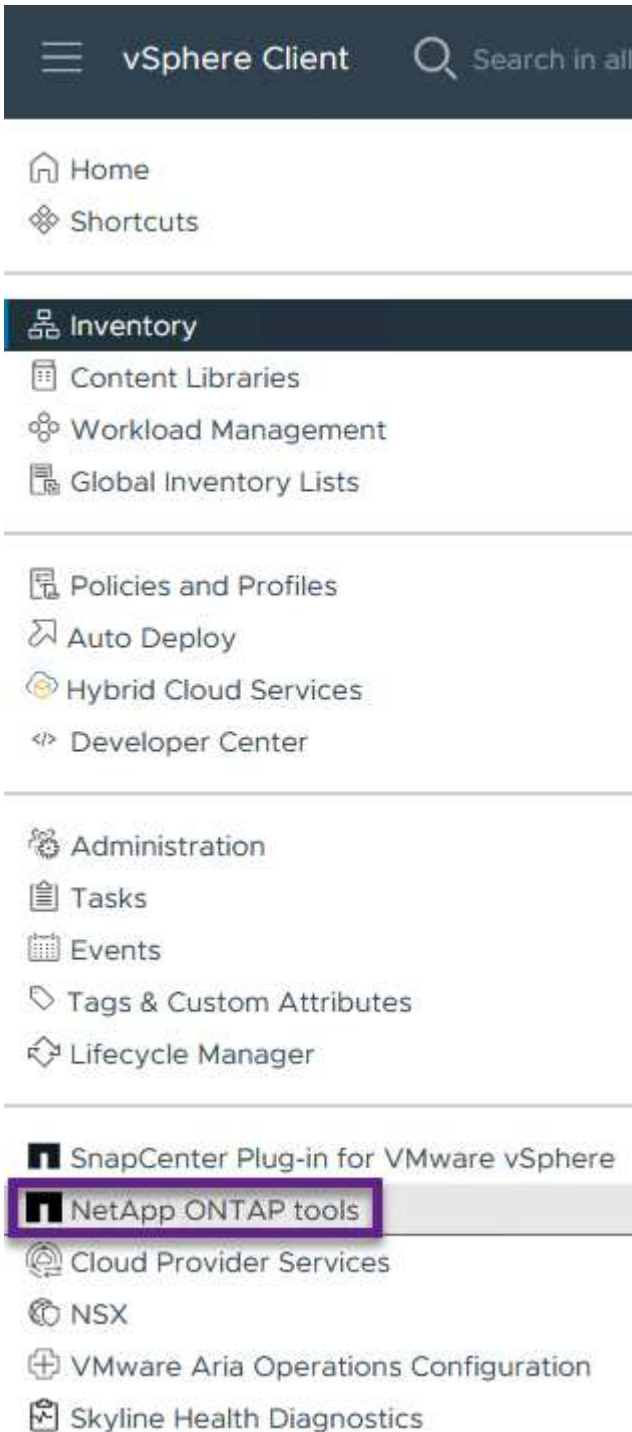 vSphere Client
Search in all
Home
Shortcuts
Inventory
Content Libraries
Workload Management
Global Inventory Lists
Policies and Profiles
Auto Deploy
Hybrid Cloud Services
Developer Center
Administration
Tasks
Events
Tags & Custom Attributes
Lifecycle Manager
SnapCenter Plug-in for VMware vSphere
NetApp ONTAP tools
Cloud Provider Services
NSX
VMware Aria Operations Configuration
Skyline Health Diagnostics